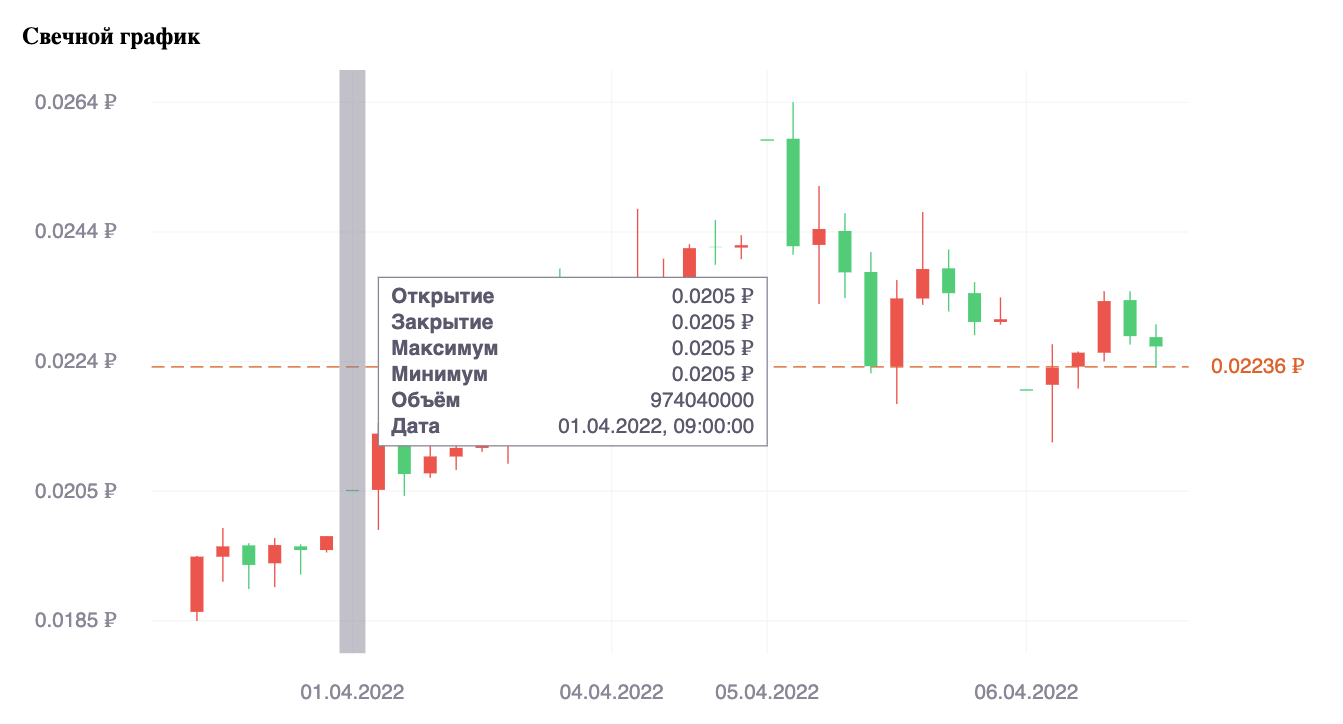 Свечной график
0.0264 ₽
0.0244 ₽
Открытие 0.0205 ₽
Закрытие 0.0205 ₽
Максимум 0.0205 ₽
0.0224 ₽
0.02236 ₽
Минимум 0.0205 ₽
Объём 974040000
Дата 01.04.2022, 09:00:00
0.0205 ₽
0.0185 ₽
01.04.2022 04.04.2022 05.04.2022 06.04.2022